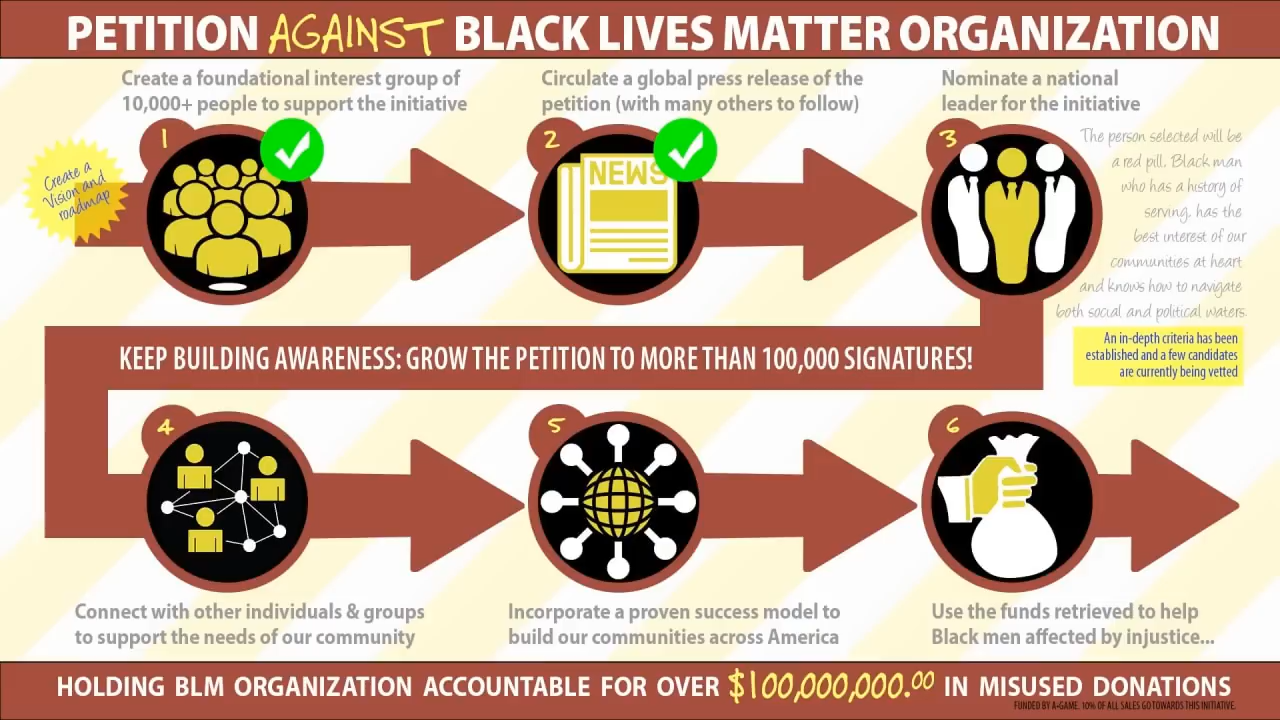 PETITION AGAINST BLACK LIVES MATTER ORGANIZATION
Create a foundational interest group of
10,000+ people to support the initiative
Circulate a global press release of the
petition (with many others to follow)
Nominate a national
leader for the initiative
Create a
Vision and
roadmap
1
2
NEWS
3
The person selected will be
a red pill, Black man
who has a history of
serving, has the
best interest of our
communities at heart
and knows how to navigate
both social and political waters.
An in-depth criteria has been
established and a few candidates
are currently being vetted
KEEP BUILDING AWARENESS: GROW THE PETITION TO MORE THAN 100,000 SIGNATURES!
4
5
6
Connect with other individuals & groups
to support the needs of our community
Incorporate a proven success model to
build our communities across America
Use the funds retrieved to help
Black men affected by injustice...
HOLDING BLM ORGANIZATION ACCOUNTABLE FOR OVER $100,000,000.00 IN MISUSED DONATIONS
FUNDED BY A+GAME. 10% OF ALL SALES GO TOWARDS THIS INITIATIVE.